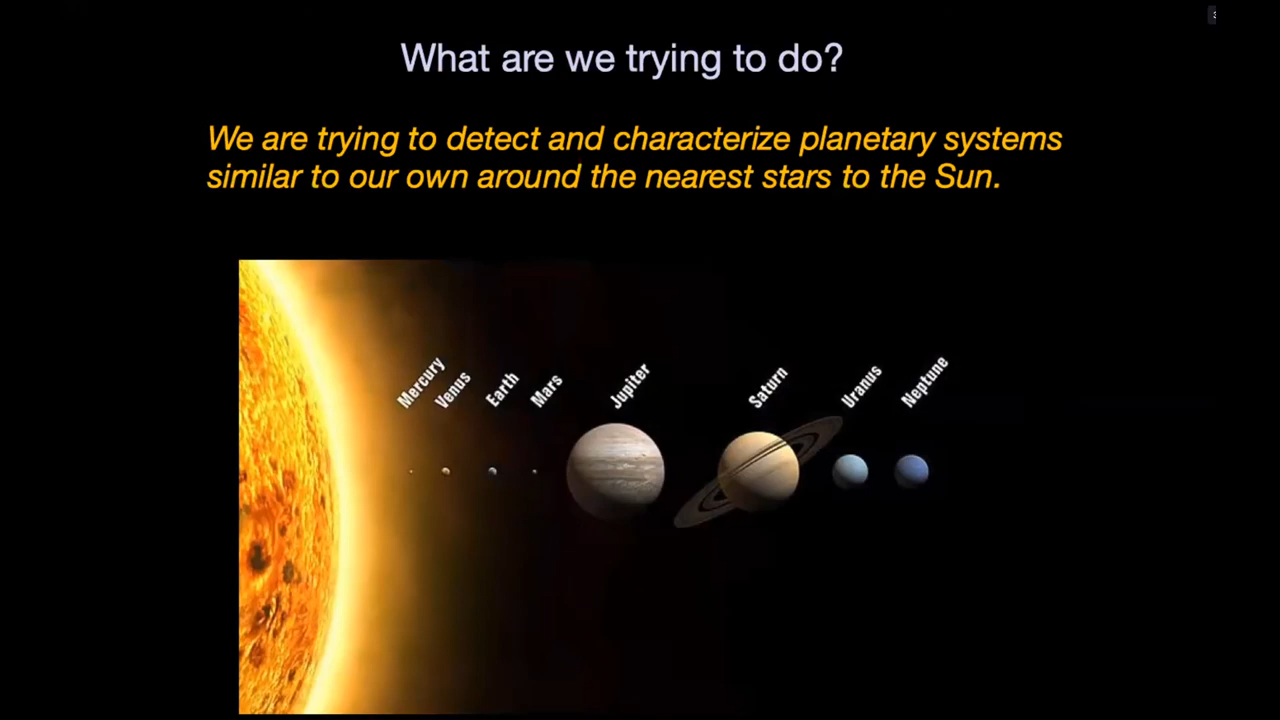 What are we trying to do?
We are trying to detect and characterize planetary systems
similar to our own around the nearest stars to the Sun.
Mercury
Venus
Earth
Mars
Jupiter
Saturn
Uranus
Neptune